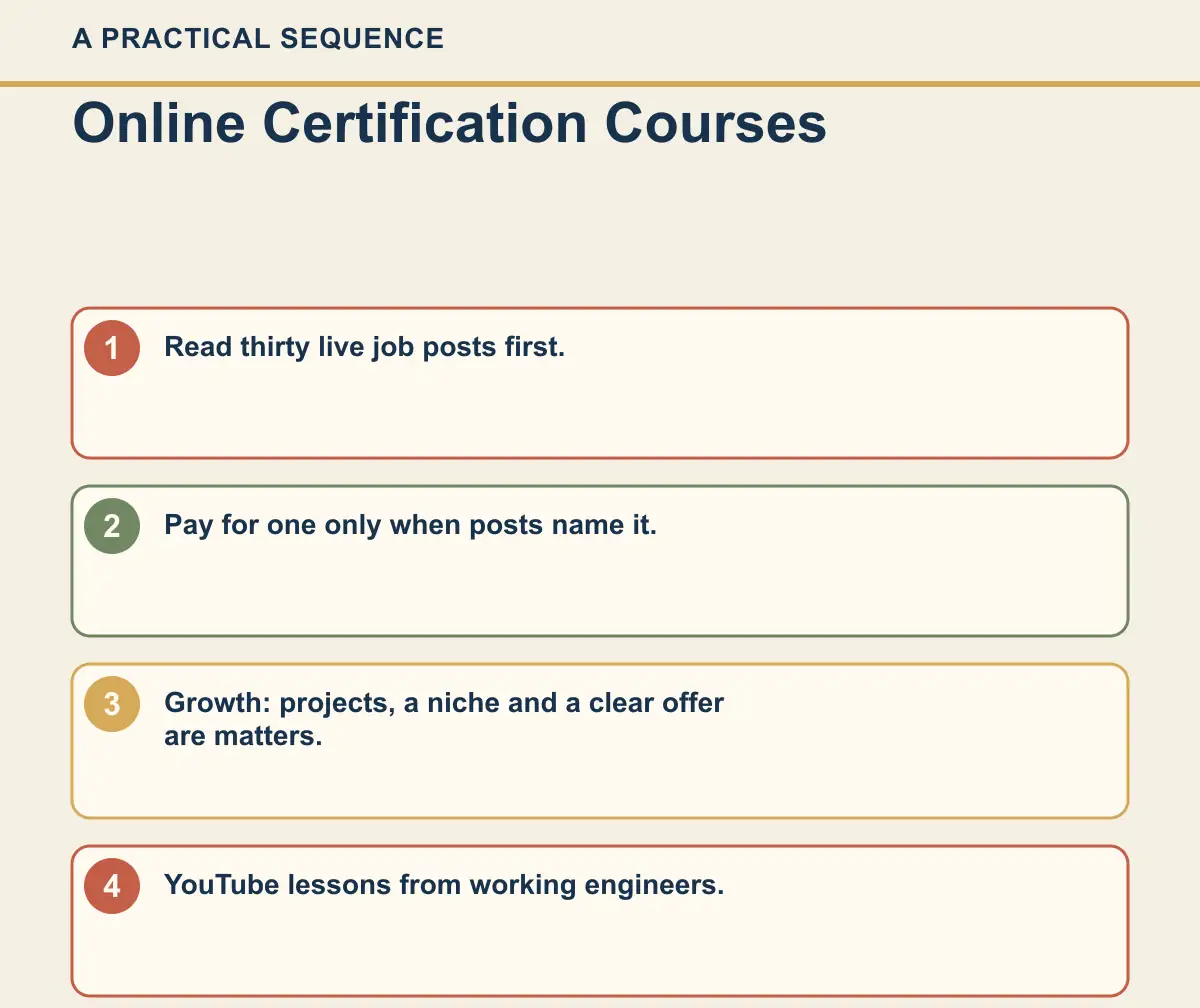 A PRACTICAL SEQUENCE
Online Certification Courses
1
Read thirty live job posts first.
2
Pay for one only when posts name it.
3
Growth: projects, a niche and a clear offer
are matters.
4
YouTube lessons from working engineers.